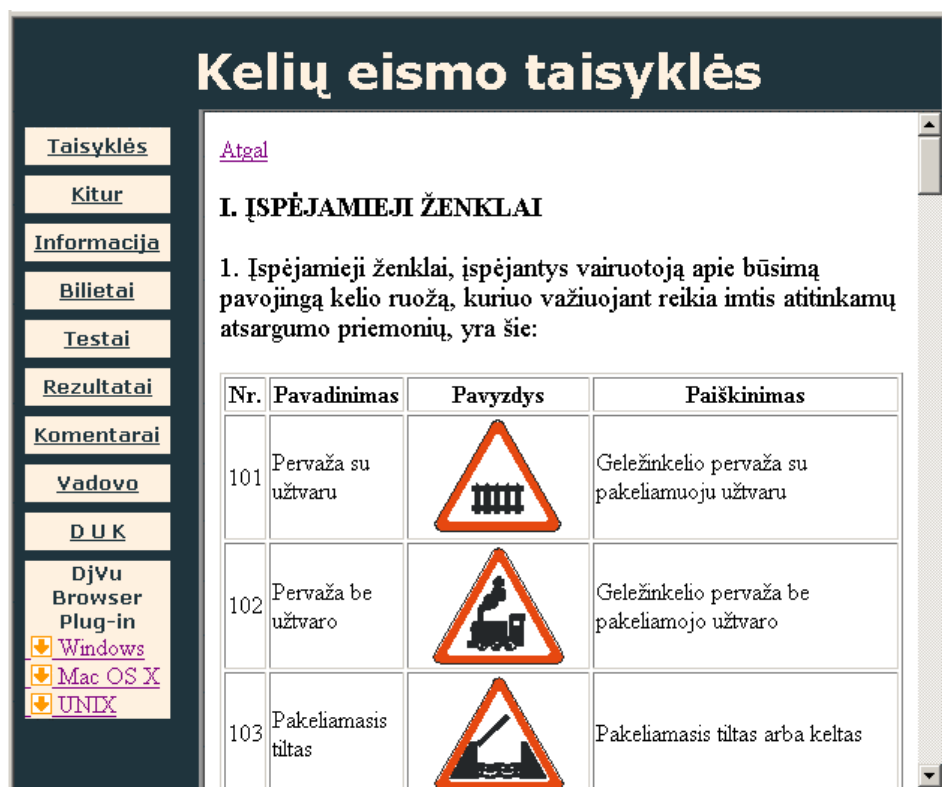 Kelių eismo taisyklės
Taisyklės
Kitur
Informacija
Bilietai
Testai
Rezultatai
Komentarai
Vadovo
D U K
DjVu
Browser
Plug-in
Windows
Mac OS X
UNIX
Atgal
I. ĮSPĖJAMIEJI ŽENKLAI
1. Įspėjamieji ženklai, įspėjantys vairuotoją apie būsimą
pavojingą kelio ruožą, kuriuo važiuojant reikia imtis atitinkamų
atsargumo priemonių, yra šie:
Nr. Pavadinimas Pavyzdys Paiškinimas
101 Pervaža su užtvaru Geležinkelio pervaža su
pakeliamuoju užtvaru
102 Pervaža be užtvaro Geležinkelio pervaža be
pakeliamojo užtvaro
103 Pakeliamasis tiltas Pakeliamasis tiltas arba keltas